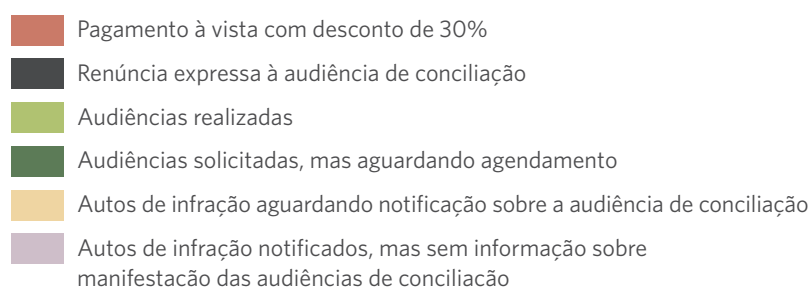 Pagamento à vista com desconto de 30%
Renúncia expressa à audiência de conciliação
Audiências realizadas
Audiências solicitadas, mas aguardando agendamento
Autos de infração aguardando notificação sobre a audiência de conciliação
Autos de infração notificados, mas sem informação sobre
manifestação das audiências de conciliação